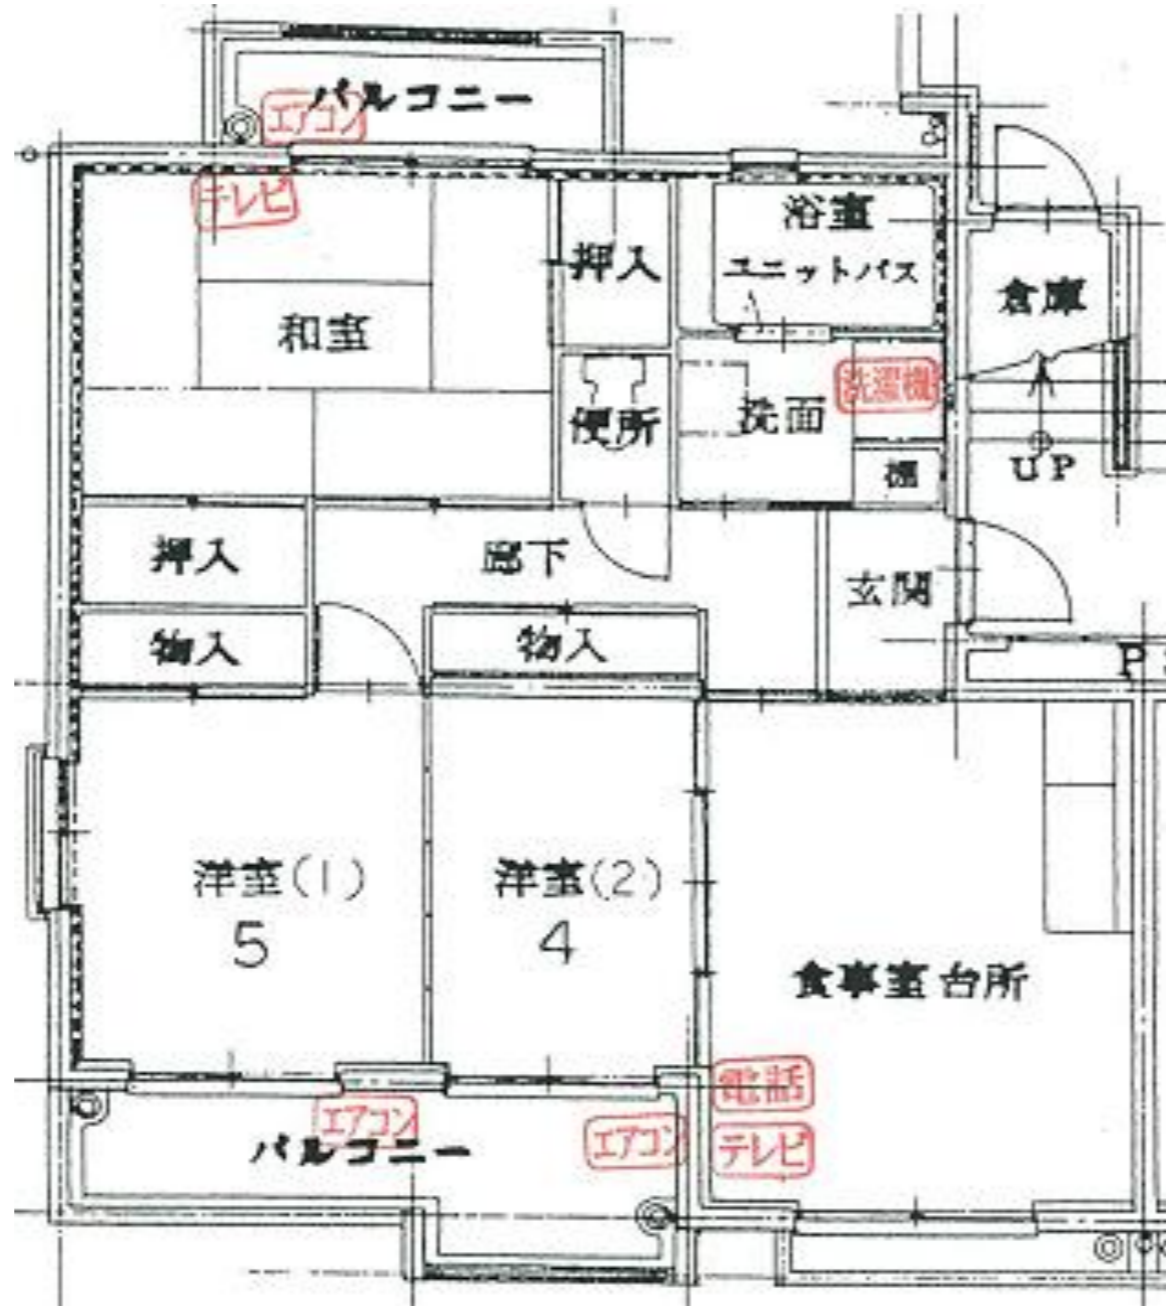 バルコニー
エアコン
テレビ
浴室
ユニットバス
押入
倉庫
和室
洗濯機
便所
洗面
棚
UP
押入
廊下
玄関
物入
物入
P
洋室(1)
5
洋室(2)
4
食事室台所
電話
エアコン
エアコン
テレビ
バルコニー